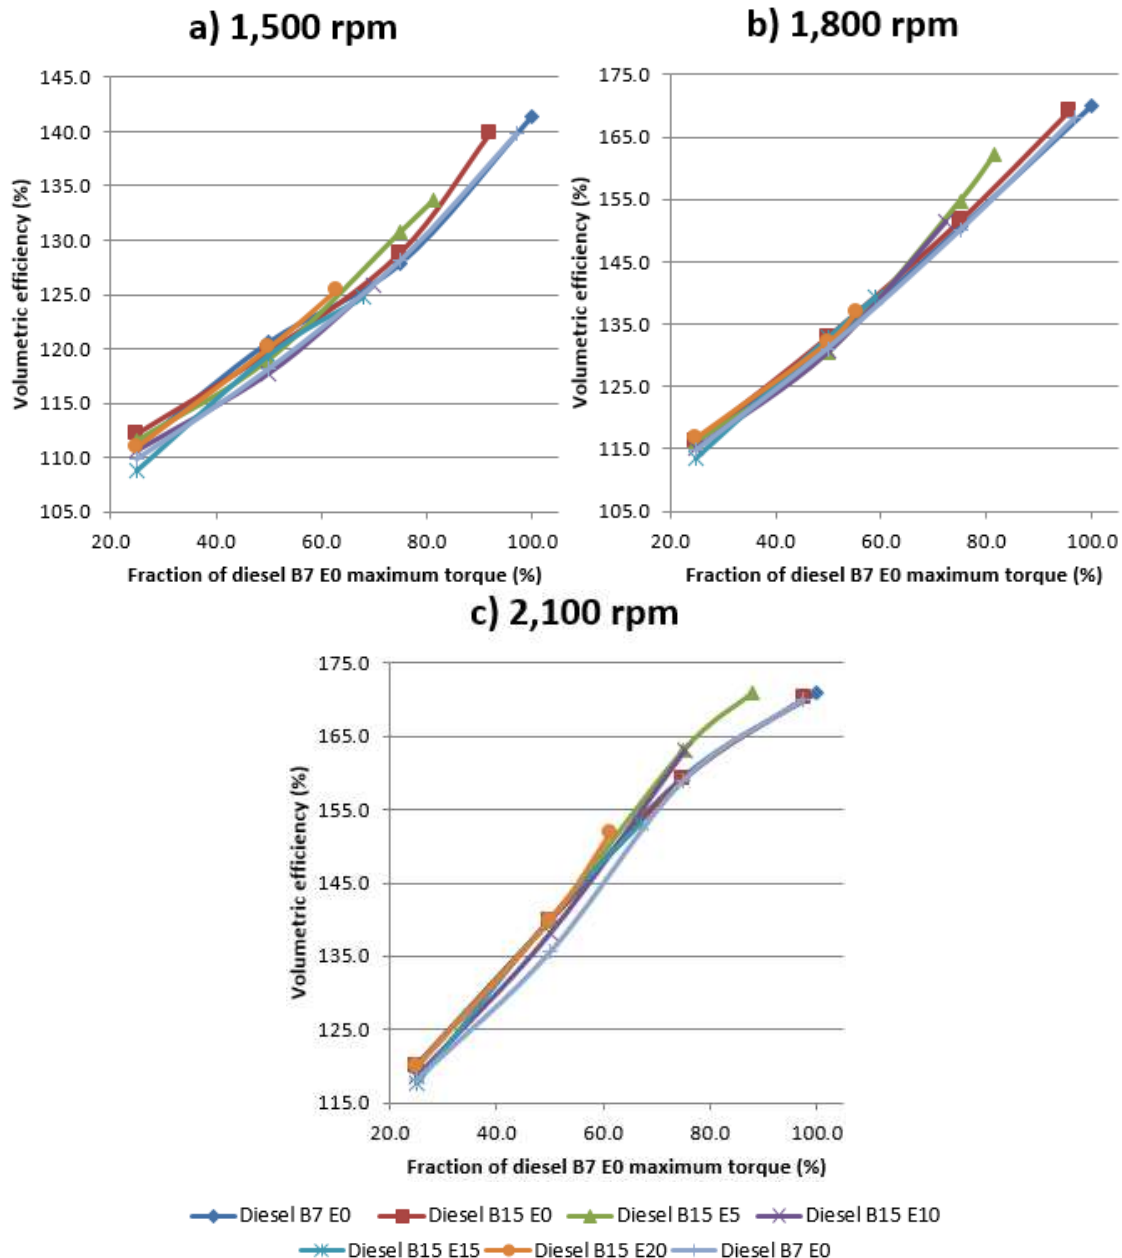 a) 1,500 rpm
145.0
140.0
135.0
130.0
125.0
120.0
115.0
110.0
105.0
20.0 40.0 60.0 80.0 100.0
Volumetric efficiency (%)
Fraction of diesel B7 E0 maximum torque (%)
b) 1,800 rpm
175.0
165.0
155.0
145.0
135.0
125.0
115.0
105.0
20.0 40.0 60.0 80.0 100.0
Volumetric efficiency (%)
Fraction of diesel B7 E0 maximum torque (%)
c) 2,100 rpm
175.0
165.0
155.0
145.0
135.0
125.0
115.0
20.0 40.0 60.0 80.0 100.0
Volumetric efficiency (%)
Fraction of diesel B7 E0 maximum torque (%)
Diesel B7 E0 Diesel B15 E0 Diesel B15 E5 Diesel B15 E10
Diesel B15 E15 Diesel B15 E20 Diesel B7 E0